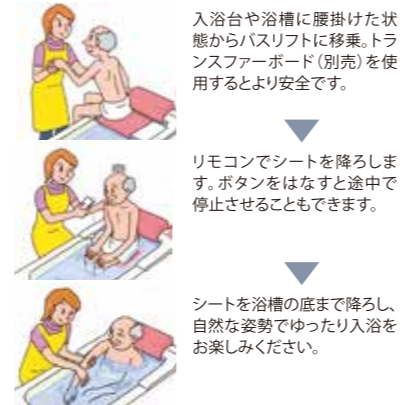 入浴台や浴槽に腰掛けた状
態からバスリフトに移乗。トラ
ンスファーボード（別売）を使
用するとより安全です。
リモコンでシートを降ろしま
す。ボタンをはなすと途中で
停止させることもできます。
シートを浴槽の底まで降ろし、
自然な姿勢でゆったり入浴を
お楽しみください。